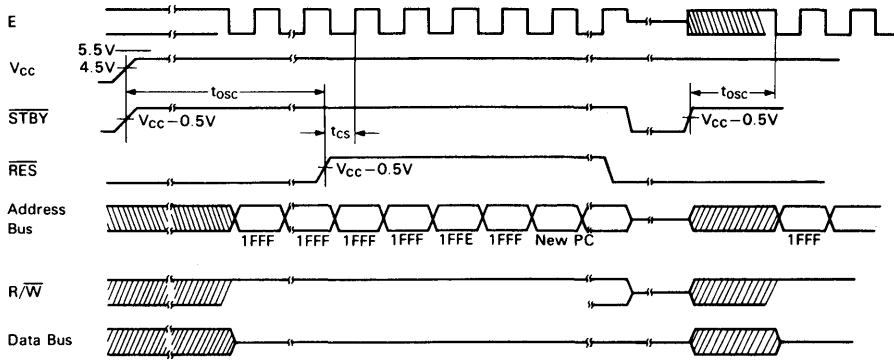 E
5.5V
VCC
4.5V
tosc
tosc
STBY
VCC−0.5V
VCC−0.5V
tCS
RES
VCC−0.5V
Address
Bus
1FFF 1FFF 1FFF 1FFF 1FFE 1FFF New PC 1FFF
R/W
Data Bus